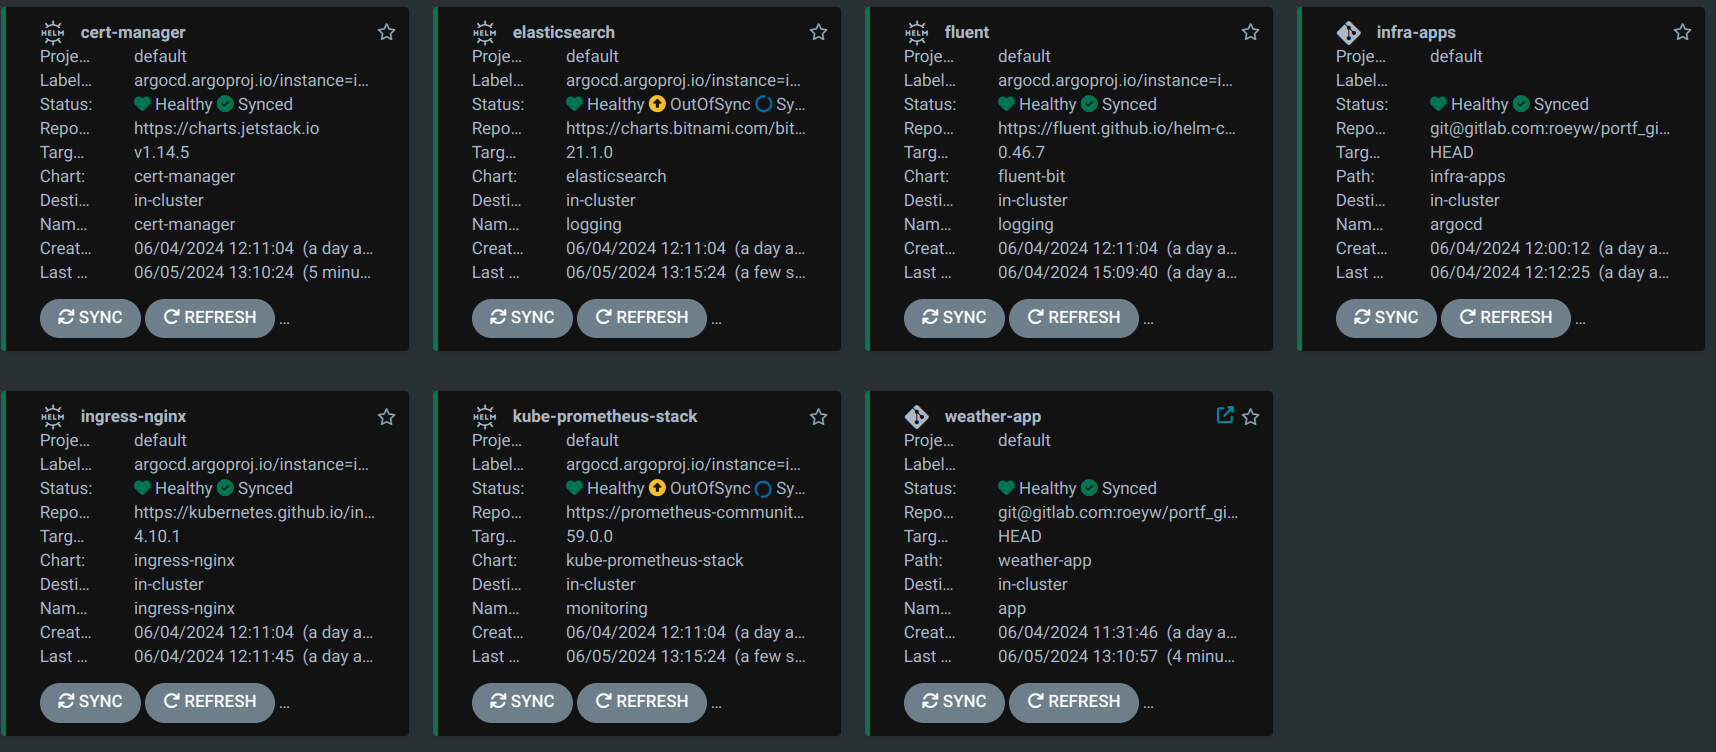 HELM cert-manager
Proje... default
Label... argocd.argoproj.io/instance=i...
Status: Healthy Synced
Repo... https://charts.jetstack.io
Targ... v1.14.5
Chart: cert-manager
Desti... in-cluster
Nam... cert-manager
Creat... 06/04/2024 12:11:04 (a day a...
Last ... 06/05/2024 13:10:24 (5 minu...
SYNC REFRESH ...
HELM elasticsearch
Proje... default
Label... argocd.argoproj.io/instance=i...
Status: Healthy OutOfSync Sy...
Repo... https://charts.bitnami.com/bit...
Targ... 21.1.0
Chart: elasticsearch
Desti... in-cluster
Nam... logging
Creat... 06/04/2024 12:11:04 (a day a...
Last ... 06/05/2024 13:15:24 (a few s...
SYNC REFRESH ...
HELM fluent
Proje... default
Label... argocd.argoproj.io/instance=i...
Status: Healthy Synced
Repo... https://fluent.github.io/helm-c...
Targ... 0.46.7
Chart: fluent-bit
Desti... in-cluster
Nam... logging
Creat... 06/04/2024 12:11:04 (a day a...
Last ... 06/04/2024 15:09:40 (a day a...
SYNC REFRESH ...
infra-apps
Proje... default
Label...
Status: Healthy Synced
Repo... git@gitlab.com:roeyw/portf_gi...
Targ... HEAD
Path: infra-apps
Desti... in-cluster
Nam... argocd
Creat... 06/04/2024 12:00:12 (a day a...
Last ... 06/04/2024 12:12:25 (a day a...
SYNC REFRESH ...
HELM ingress-nginx
Proje... default
Label... argocd.argoproj.io/instance=i...
Status: Healthy Synced
Repo... https://kubernetes.github.io/in...
Targ... 4.10.1
Chart: ingress-nginx
Desti... in-cluster
Nam... ingress-nginx
Creat... 06/04/2024 12:11:04 (a day a...
Last ... 06/04/2024 12:11:45 (a day a...
SYNC REFRESH ...
HELM kube-prometheus-stack
Proje... default
Label... argocd.argoproj.io/instance=i...
Status: Healthy OutOfSync Sy...
Repo... https://prometheus-communit...
Targ... 59.0.0
Chart: kube-prometheus-stack
Desti... in-cluster
Nam... monitoring
Creat... 06/04/2024 12:11:04 (a day a...
Last ... 06/05/2024 13:15:24 (a few s...
SYNC REFRESH ...
weather-app
Proje... default
Label...
Status: Healthy Synced
Repo... git@gitlab.com:roeyw/portf_gi...
Targ... HEAD
Path: weather-app
Desti... in-cluster
Nam... app
Creat... 06/04/2024 11:31:46 (a day a...
Last ... 06/05/2024 13:10:57 (4 minu...
SYNC REFRESH ...